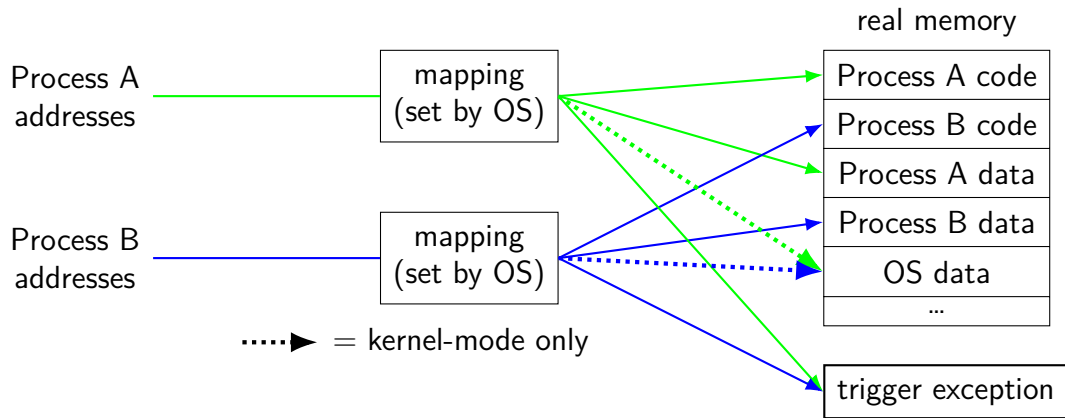 real memory
Process A
addresses
mapping
(set by OS)
Process A code
Process B code
Process A data
Process B data
OS data
...
Process B
addresses
mapping
(set by OS)
= kernel-mode only
trigger exception